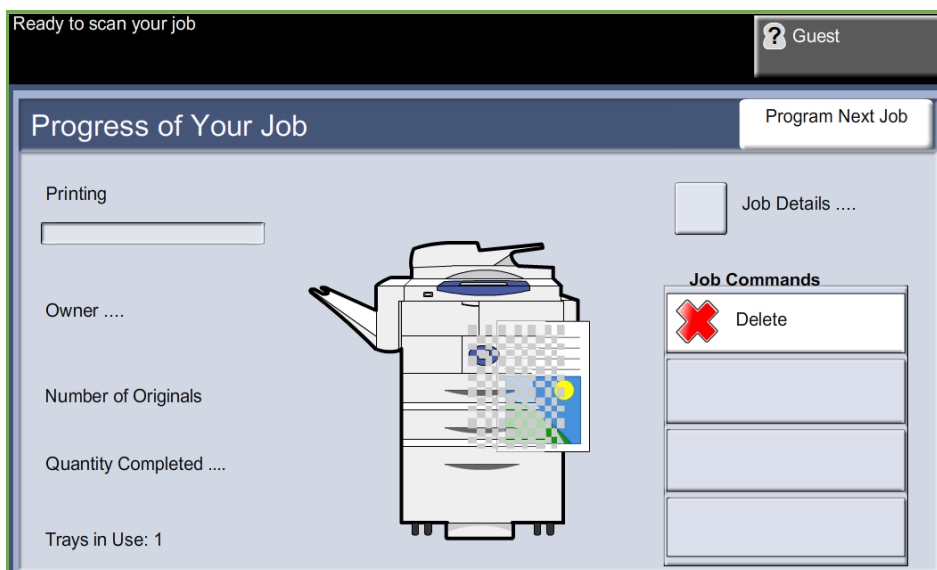 Ready to scan your job
? Guest
Progress of Your Job
Program Next Job
Printing
Job Details ....
Job Commands
Delete
Owner ....
Number of Originals
Quantity Completed ....
Trays in Use: 1